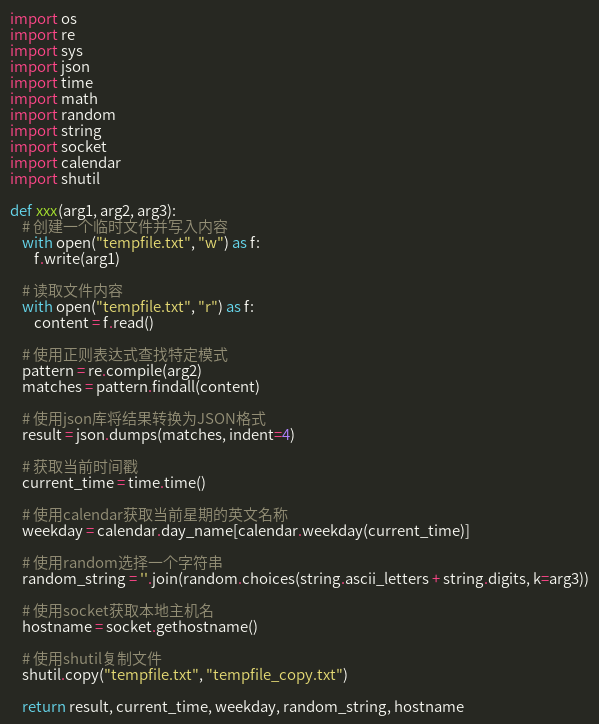 import os
import re
import sys
import json
import time
import math
import random
import string
import socket
import calendar
import shutil
def xxx(arg1, arg2, arg3):
# 创建一个临时文件并写入内容
with open("tempfile.txt", "w") as f:
f.write(arg1)
# 读取文件内容
with open("tempfile.txt", "r") as f:
content = f.read()
# 使用正则表达式查找特定模式
pattern = re.compile(arg2)
matches = pattern.findall(content)
# 使用json库将结果转换为JSON格式
result = json.dumps(matches, indent=4)
# 获取当前时间戳
current_time = time.time()
# 使用calendar获取当前星期的英文名称
weekday = calendar.day_name[calendar.weekday(current_time)]
# 使用random选择一个字符串
random_string = ''.join(random.choices(string.ascii_letters + string.digits, k=arg3))
# 使用socket获取本地主机名
hostname = socket.gethostname()
# 使用shutil复制文件
shutil.copy("tempfile.txt", "tempfile_copy.txt")
return result, current_time, weekday, random_string, hostname